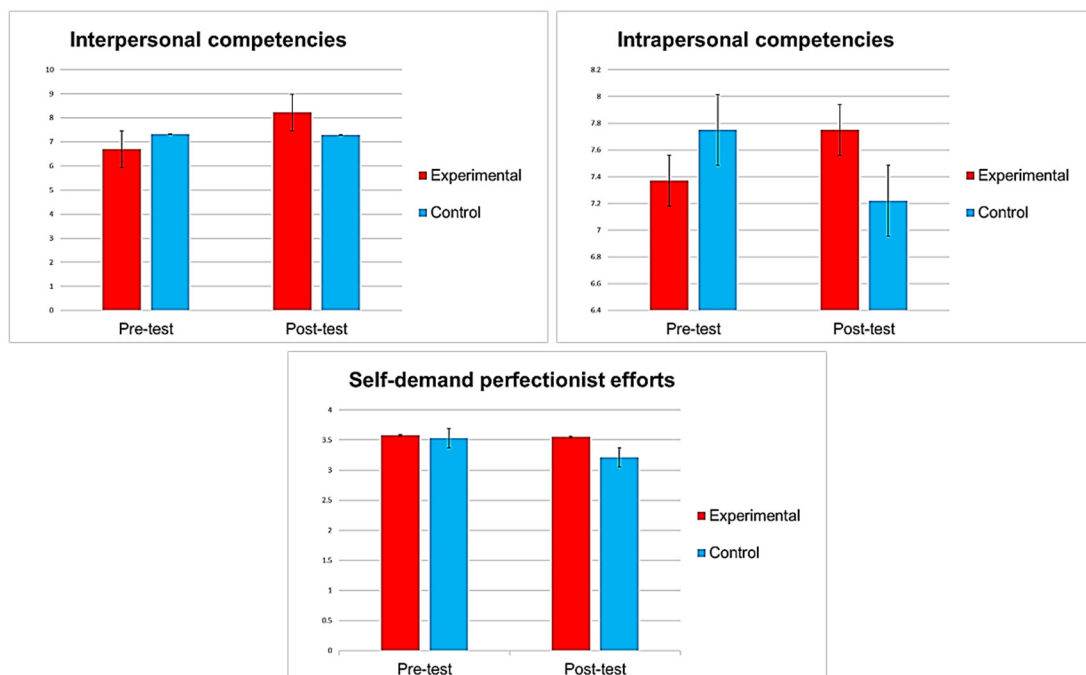 Interpersonal competencies
10
9
8
7
6
5
4
3
2
1
0
Pre-test Post-test
Experimental
Control
Intrapersonal competencies
8.2
8
7.8
7.6
7.4
7.2
7
6.8
6.6
6.4
Pre-test Post-test
Experimental
Control
Self-demand perfectionist efforts
4
3.5
3
2.5
2
1.5
1
0.5
0
Pre-test Post-test
Experimental
Control